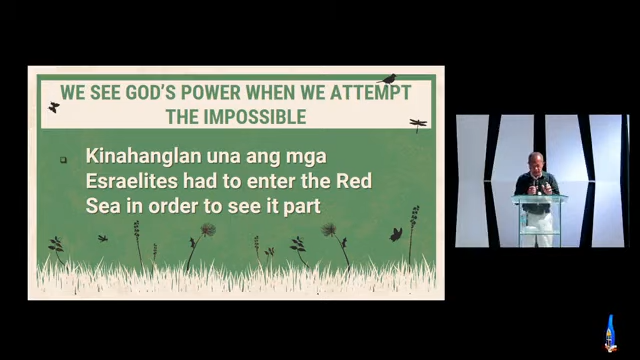 WE SEE GOD'S POWER WHEN WE ATTEMPT
THE IMPOSSIBLE
Kinahanglan una ang mga
Esraelites had to enter the Red
Sea in order to see it part